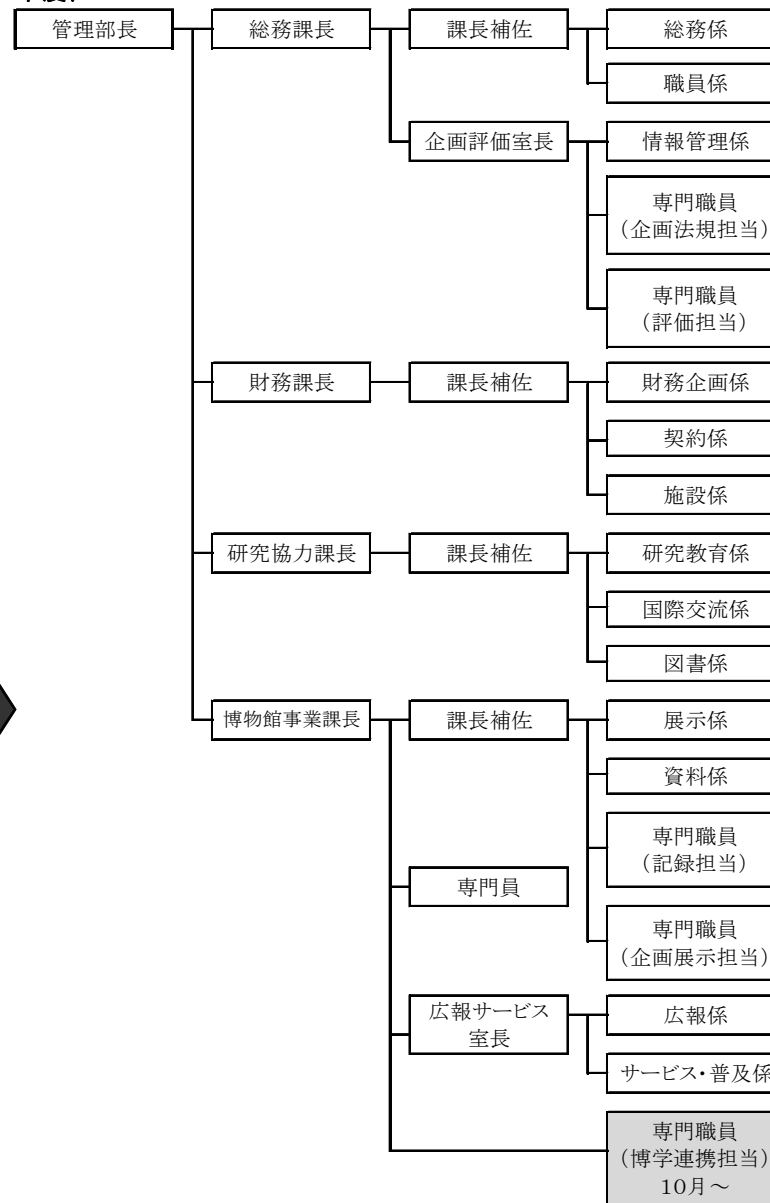 管理部長
総務課長
課長補佐
総務係
職員係
企画評価室長
情報管理係
専門職員
(企画法規担当)
専門職員
(評価担当)
財務課長
課長補佐
財務企画係
契約係
施設係
研究協力課長
課長補佐
研究教育係
国際交流係
図書係
博物館事業課長
課長補佐
展示係
資料係
専門職員
(記録担当)
専門職員
(企画展示担当)
専門員
広報サービス
室長
広報係
サービス・普及係
専門職員
(博学連携担当)
10月～